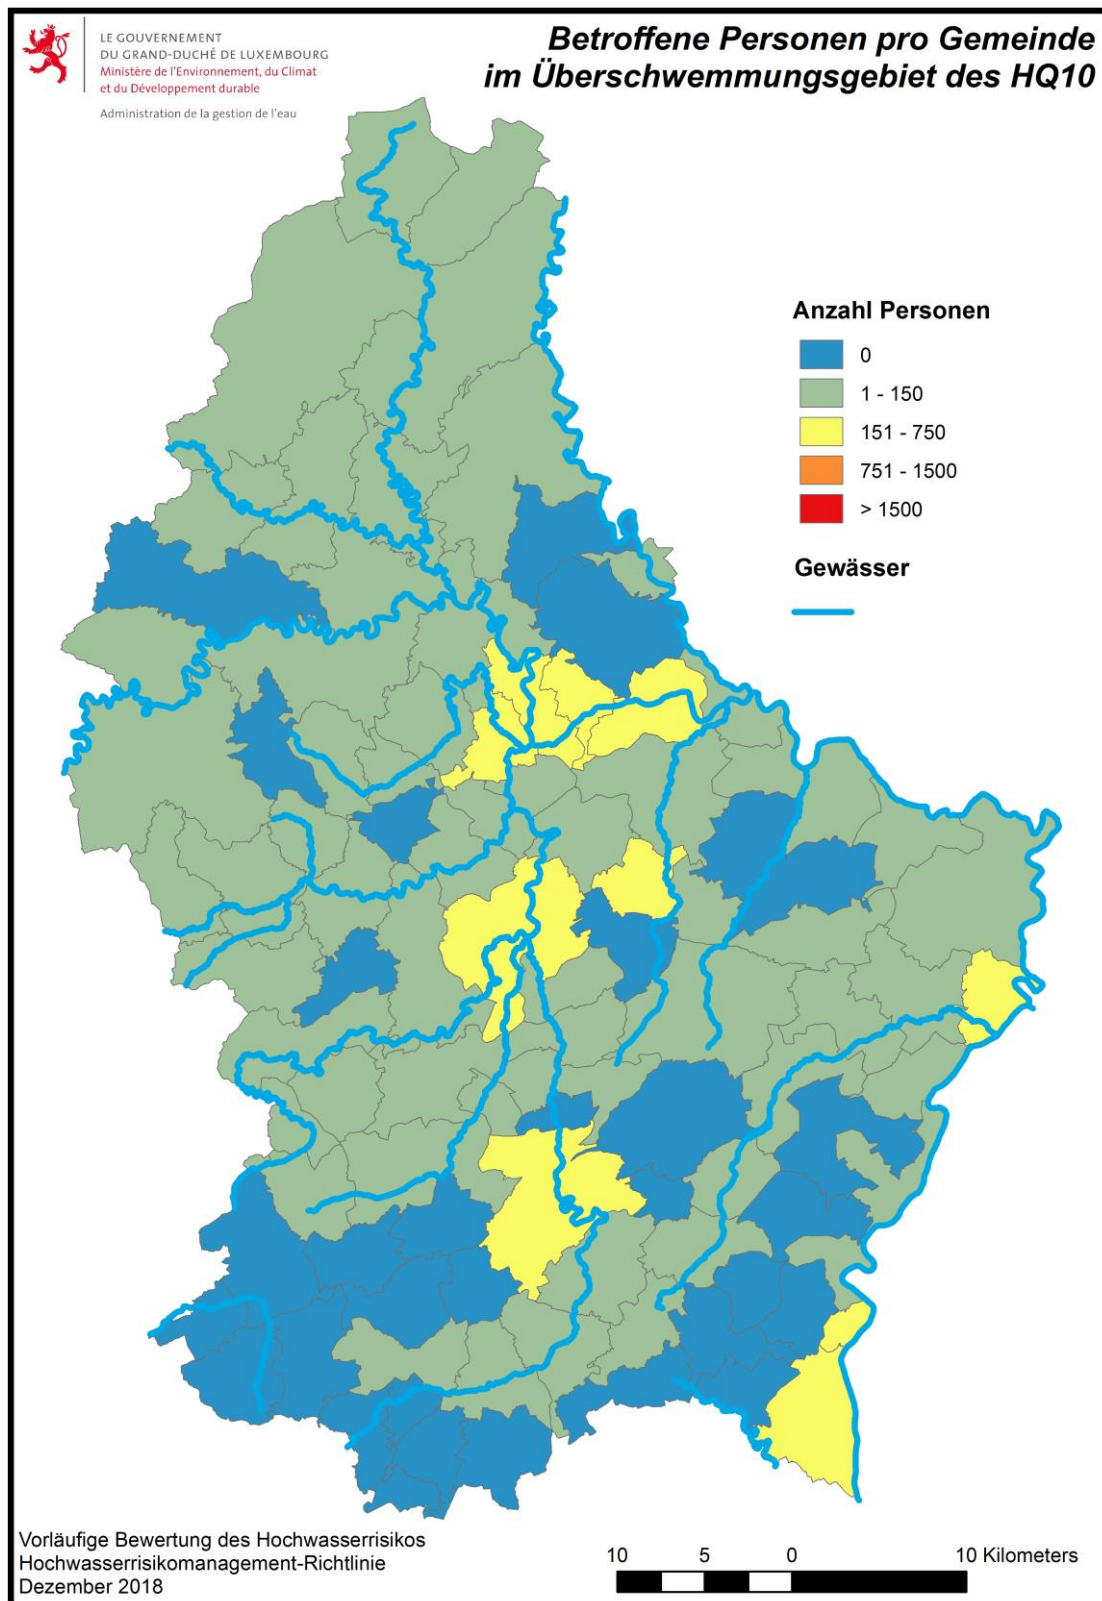 LE GOUVERNEMENT
DU GRAND-DUCHÉ DE LUXEMBOURG
Ministère de l'Environnement, du Climat
et du Développement durable
Administration de la gestion de l'eau
Betroffene Personen pro Gemeinde
im Überschwemmungsgebiet des HQ10
Anzahl Personen
0
1 - 150
151 - 750
751 - 1500
> 1500
Gewässer
Vorläufige Bewertung des Hochwasserrisikos
Hochwasserrisikomanagement-Richtlinie
Dezember 2018
10 5 0 10 Kilometers